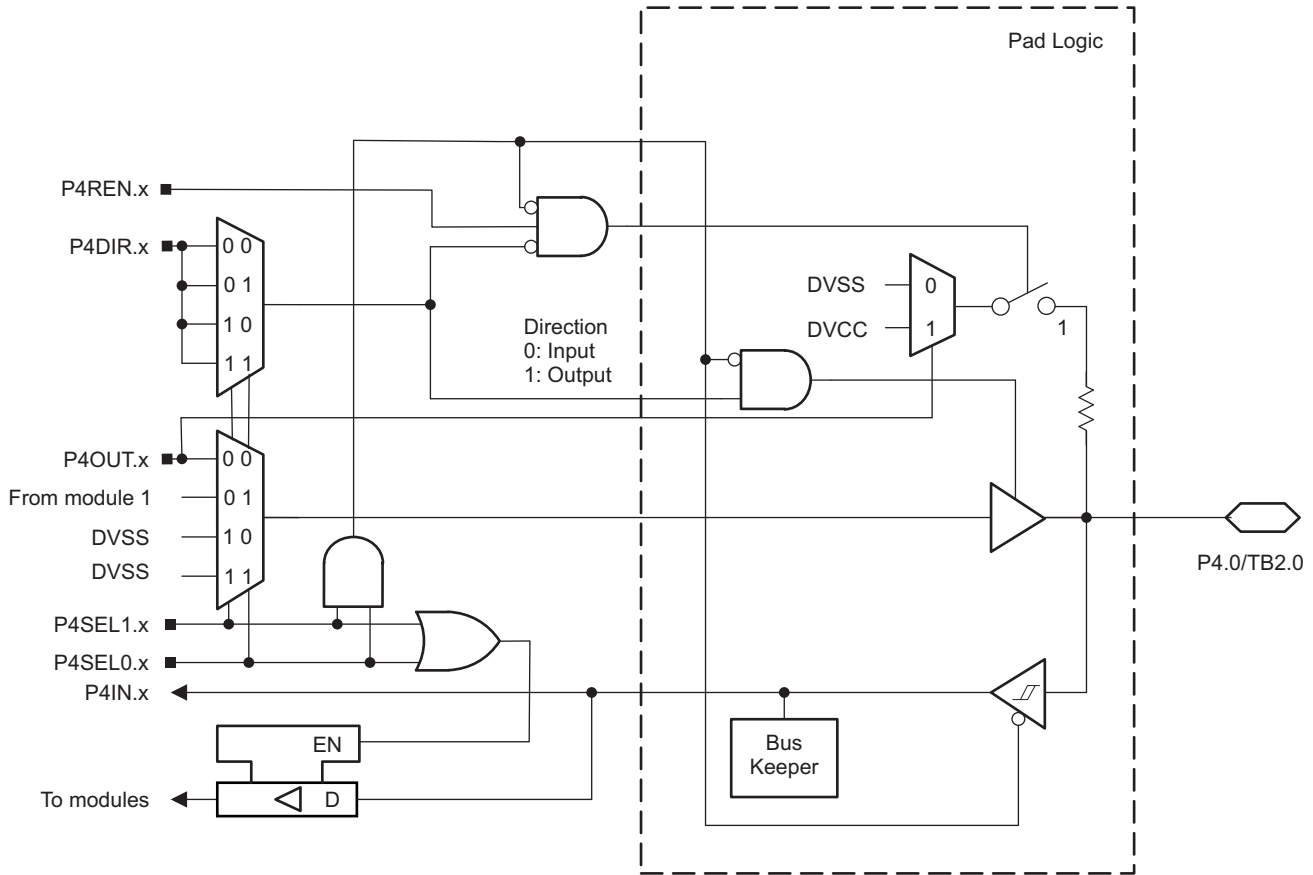 Pad Logic
P4REN.x
P4DIR.x
0 0
0 1
1 0
1 1
Direction
0: Input
1: Output
DVSS
0
DVCC
1
1
P4OUT.x
0 0
From module 1
0 1
DVSS
1 0
DVSS
1 1
P4.0/TB2.0
P4SEL1.x
P4SEL0.x
P4IN.x
Bus
Keeper
EN
To modules
D